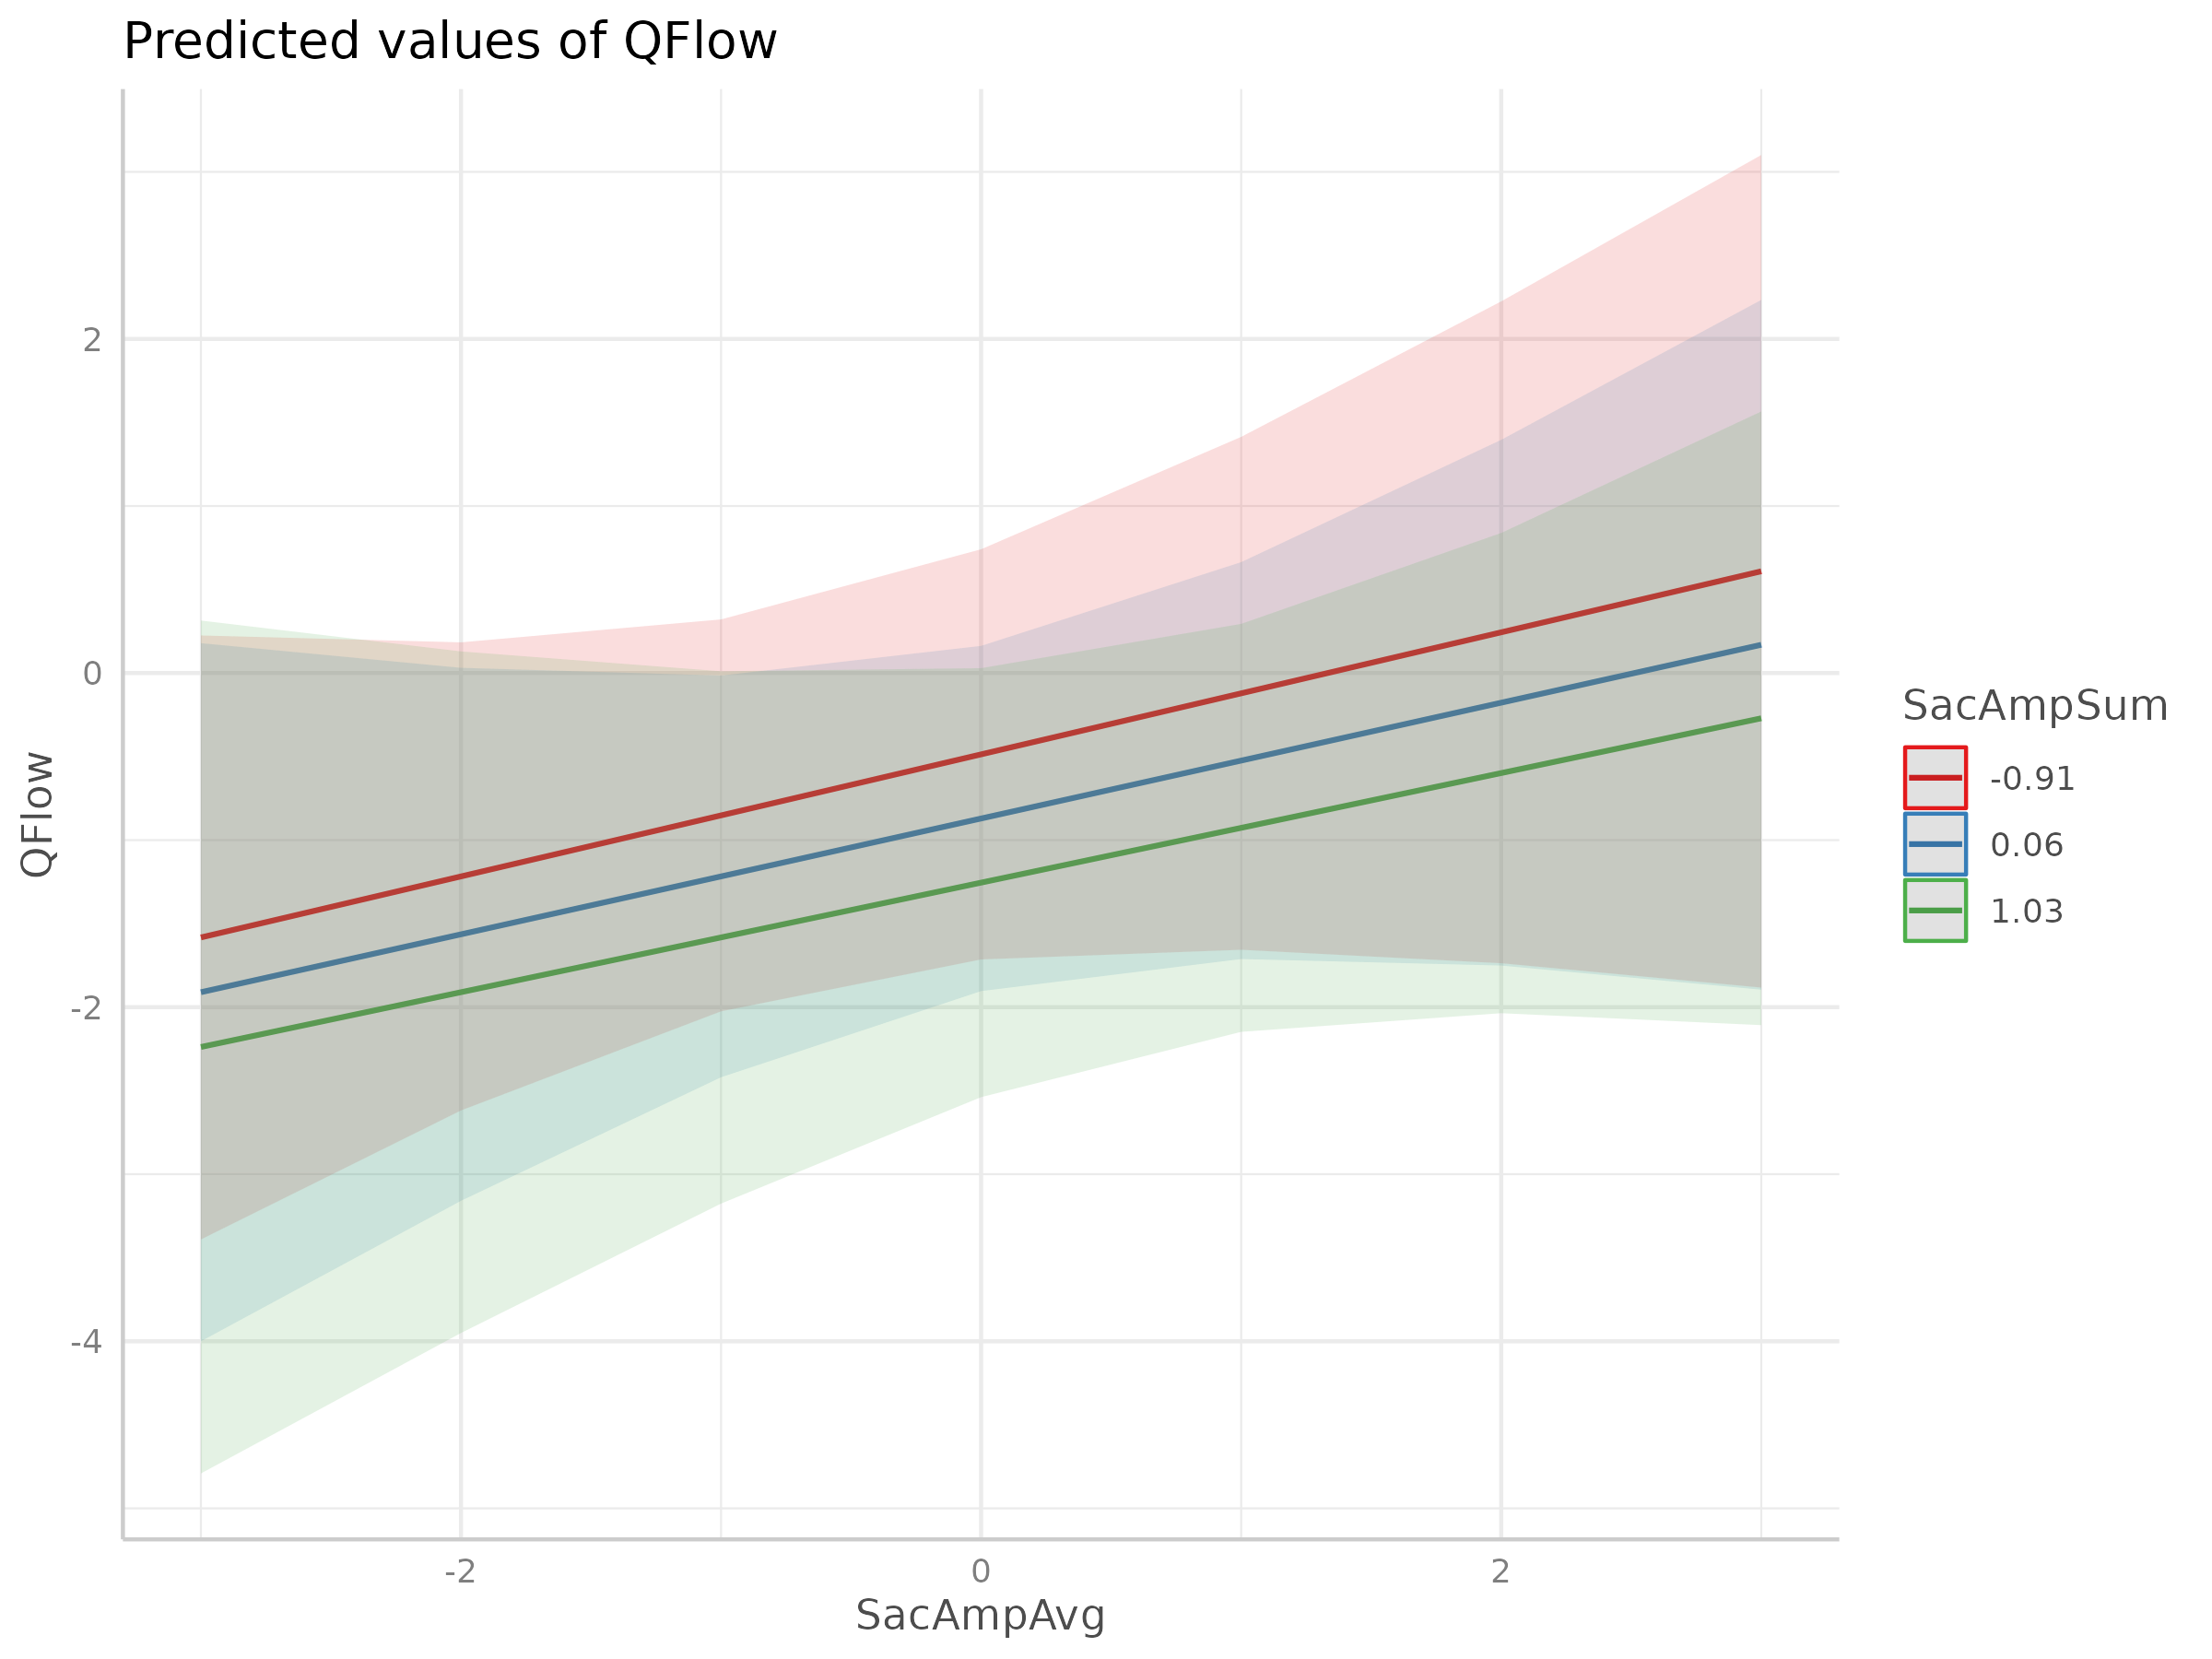 Predicted values of QFlow
QFlow
2
0
-2
-4
-2
0
2
SacAmpAvg
SacAmpSum
-0.91
0.06
1.03